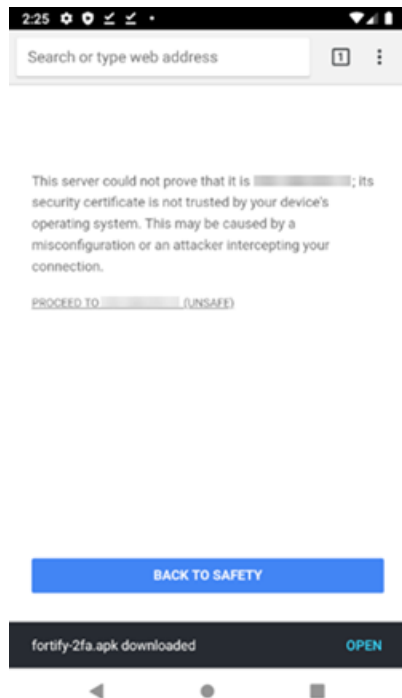 2:25
Search or type web address
1
This server could not prove that it is ; its
security certificate is not trusted by your device's
operating system. This may be caused by a
misconfiguration or an attacker intercepting your
connection.
PROCEED TO (UNSAFE)
BACK TO SAFETY
fortify-2fa.apk downloaded
OPEN